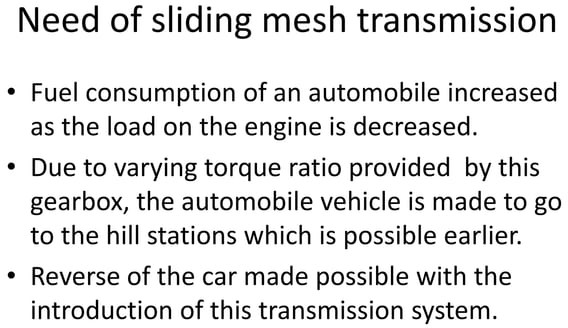 Need of sliding mesh transmission
• Fuel consumption of an automobile increased
as the load on the engine is decreased.
• Due to varying torque ratio provided by this
gearbox, the automobile vehicle is made to go
to the hill stations which is possible earlier.
• Reverse of the car made possible with the
introduction of this transmission system.